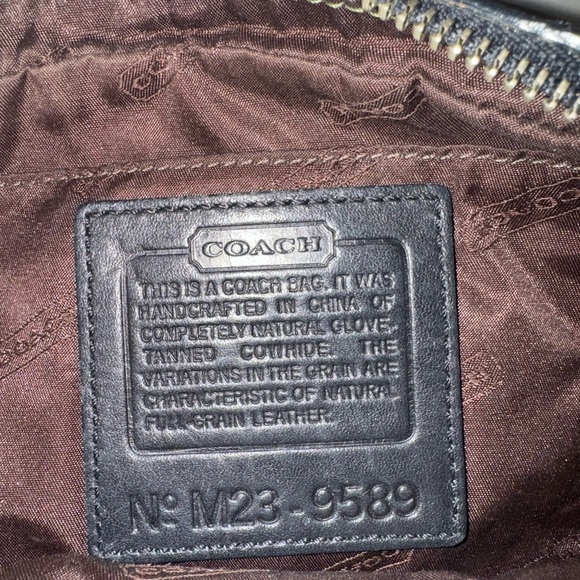 COACH
THIS IS A COACH BAG. IT WAS
HANDCRAFTED IN CHINA OF
COMPLETELY NATURAL GLOVE-
TANNED COWHIDE. THE
VARIATIONS IN THE GRAIN ARE
CHARACTERISTIC OF NATURAL
FULL-GRAIN LEATHER.
Nº M23-9589